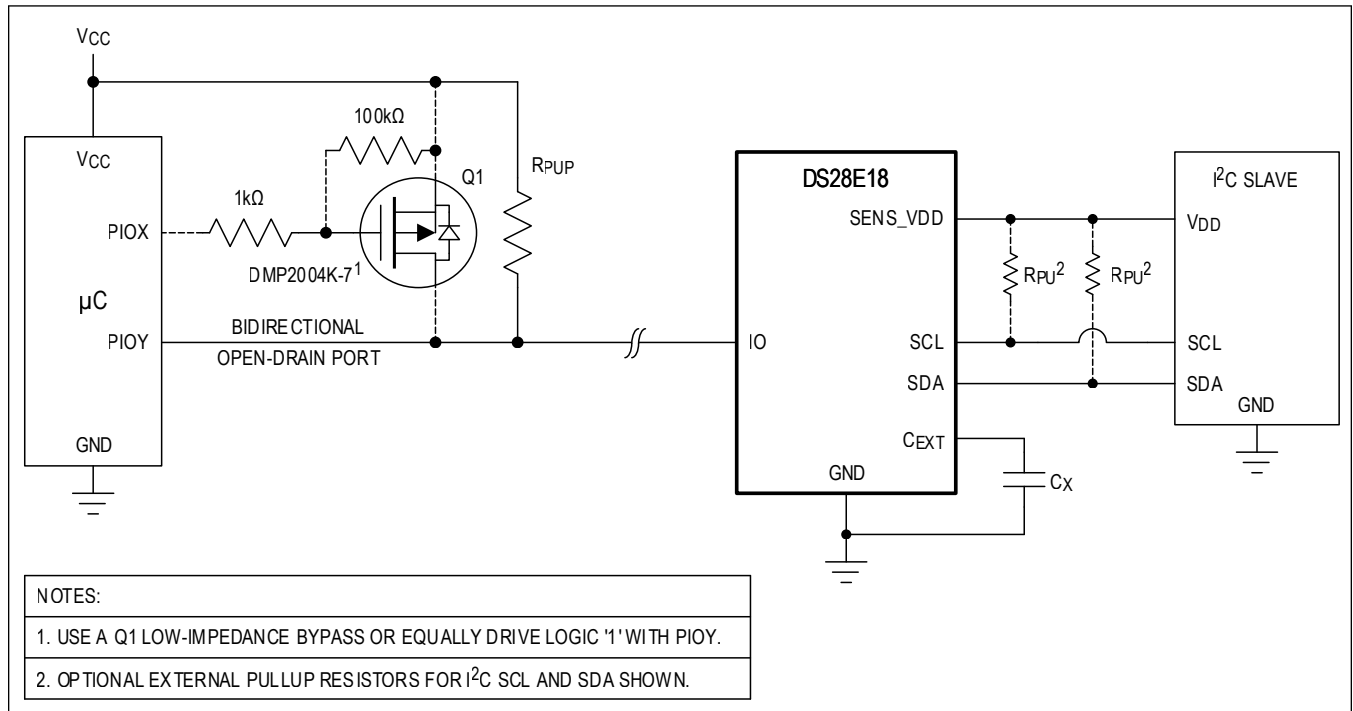 VCC
100kΩ
VCC
Q1
RPUP
1kΩ
PIOX
DMP2004K-7¹
µC
PIOY
BIDIRECTIONAL
OPEN-DRAIN PORT
GND
DS28E18
SENS_VDD
IO
SCL
SDA
CEXT
GND
CX
RPU²
RPU²
I²C SLAVE
VDD
SCL
SDA
GND
NOTES:
1. USE A Q1 LOW-IMPEDANCE BYPASS OR EQUALLY DRIVE LOGIC '1' WITH PIOY.
2. OPTIONAL EXTERNAL PULLUP RESISTORS FOR I²C SCL AND SDA SHOWN.